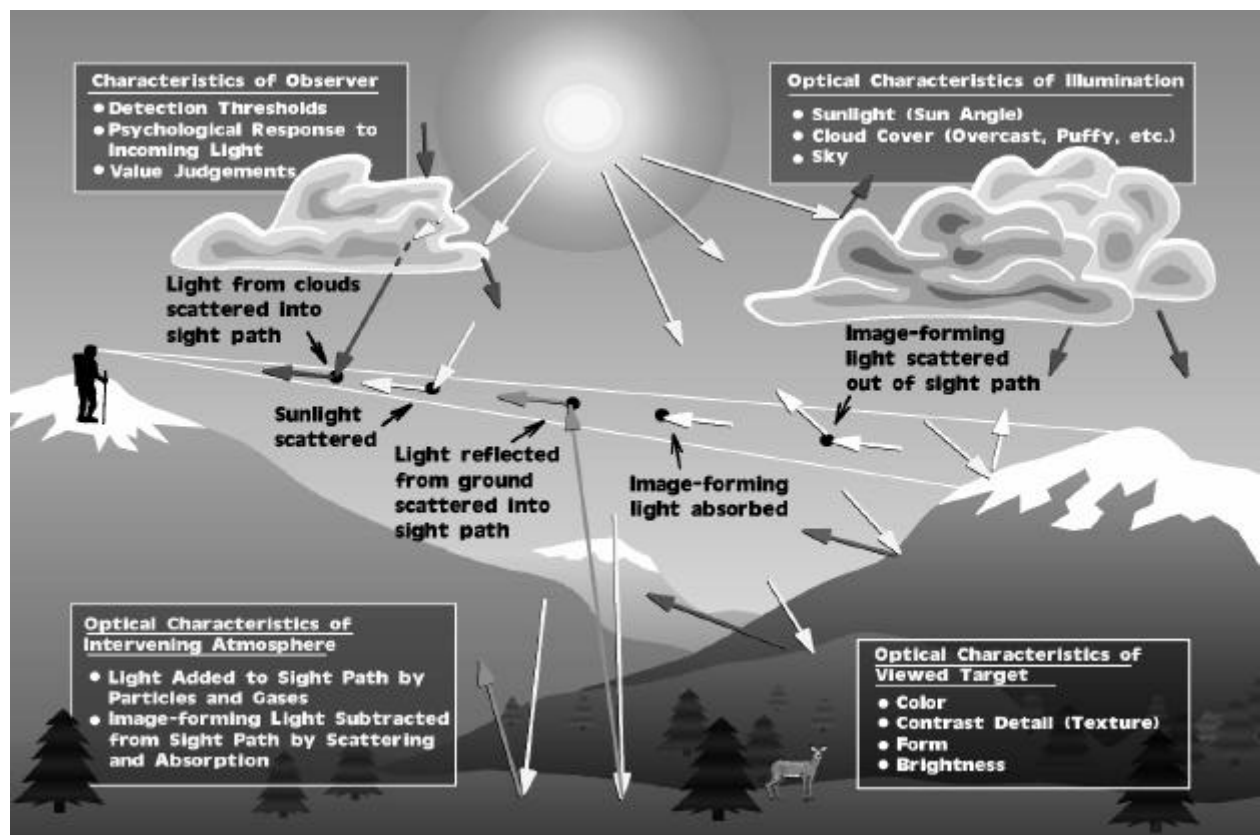 Characteristics of Observer
• Detection Thresholds
• Psychological Response to
Incoming Light
• Value Judgements
Optical Characteristics of Illumination
• Sunlight (Sun Angle)
• Cloud Cover (Overcast, Puffy, etc.)
• Sky
Light from clouds
scattered into
sight path
Image-forming
light scattered
out of sight path
Sunlight
scattered
Light reflected
from ground
scattered into
sight path
Image-forming
light absorbed
Optical Characteristics of
Intervening Atmosphere
• Light Added to Sight Path by
Particles and Gases
• Image-forming Light Subtracted
from Sight Path by Scattering
and Absorption
Optical Characteristics of
Viewed Target
• Color
• Contrast Detail (Texture)
• Form
• Brightness